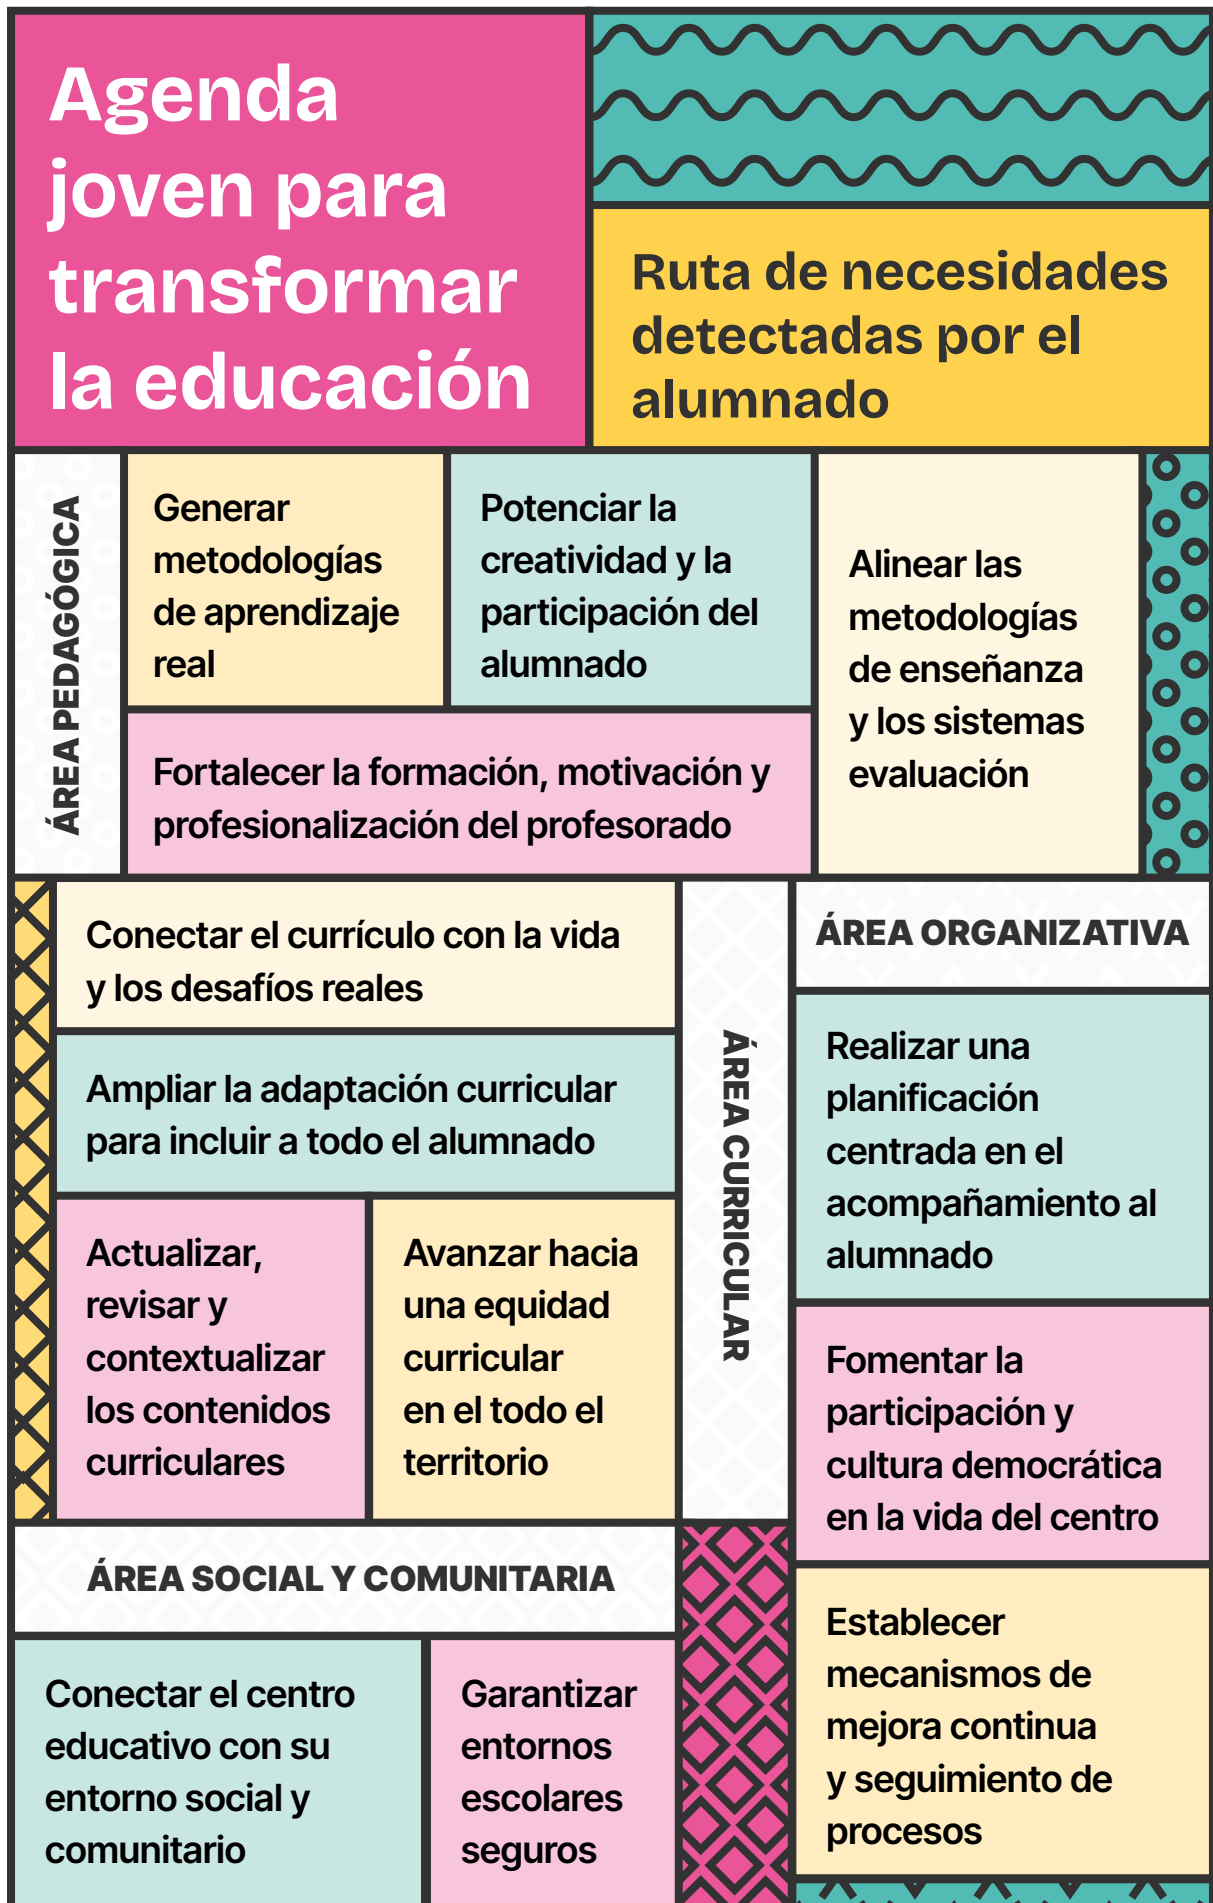 Agenda
joven para
transformar
la educación
Ruta de necesidades
detectadas por el
alumnado
ÁREA PEDAGÓGICA
Generar
metodologías
de aprendizaje
real
Potenciar la
creatividad y la
participación del
alumnado
Fortalecer la formación, motivación y
profesionalización del profesorado
Alinear las
metodologías
de enseñanza
y los sistemas
evaluación
ÁREA CURRICULAR
Conectar el currículo con la vida
y los desafíos reales
Ampliar la adaptación curricular
para incluir a todo el alumnado
Actualizar,
revisar y
contextualizar
los contenidos
curriculares
Avanzar hacia
una equidad
curricular
en el todo el
territorio
ÁREA ORGANIZATIVA
Realizar una
planificación
centrada en el
acompañamiento al
alumnado
Fomentar la
participación y
cultura democrática
en la vida del centro
Establecer
mecanismos de
mejora continua
y seguimiento de
procesos
ÁREA SOCIAL Y COMUNITARIA
Conectar el centro
educativo con su
entorno social y
comunitario
Garantizar
entornos
escolares
seguros